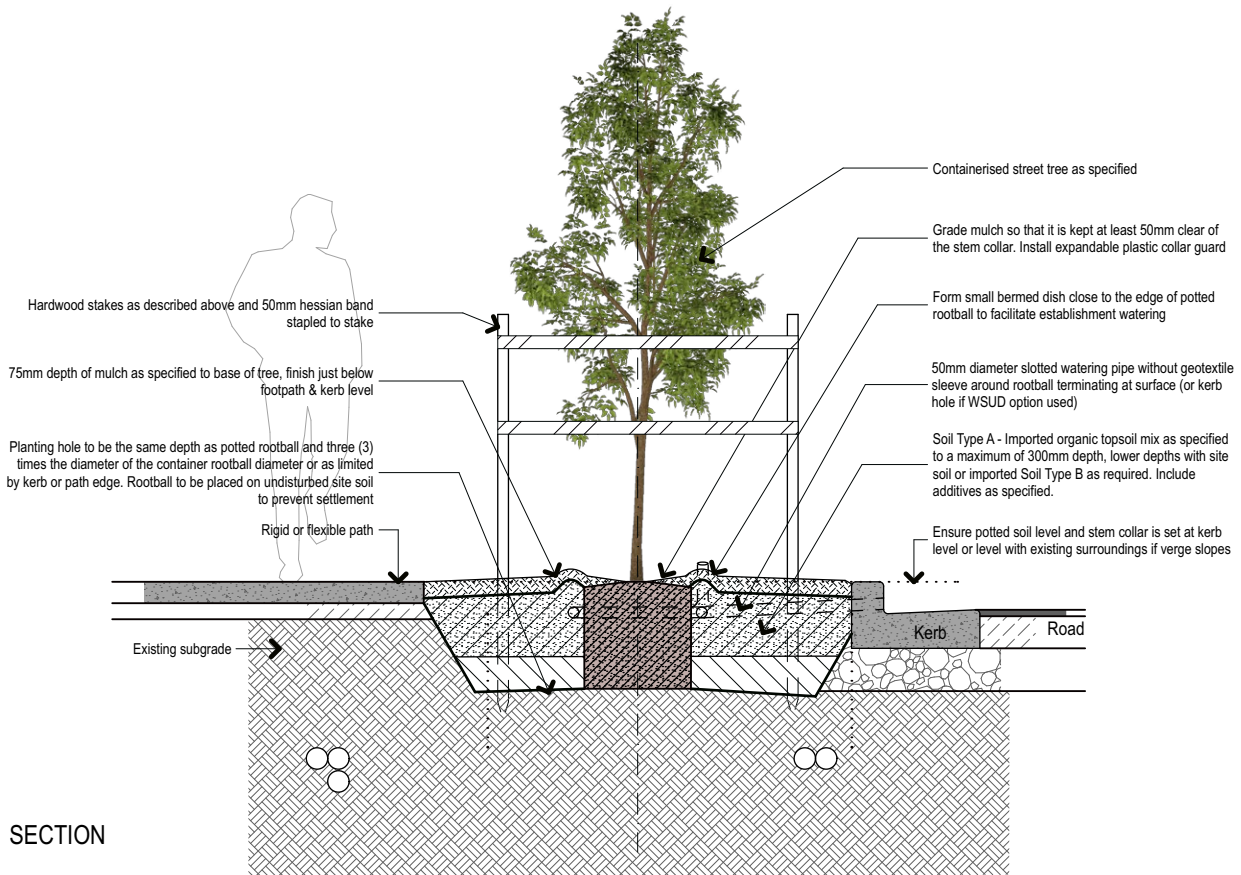 Containerised street tree as specified
Grade mulch so that it is kept at least 50mm clear of
the stem collar. Install expandable plastic collar guard
Hardwood stakes as described above and 50mm hessian band
stapled to stake
Form small bermed dish close to the edge of potted
rootball to facilitate establishment watering
75mm depth of mulch as specified to base of tree, finish just below
footpath & kerb level
50mm diameter slotted watering pipe without geotextile
sleeve around rootball terminating at surface (or kerb
hole if WSUD option used)
Planting hole to be the same depth as potted rootball and three (3)
times the diameter of the container rootball diameter or as limited
by kerb or path edge. Rootball to be placed on undisturbed site soil
to prevent settlement
Soil Type A - Imported organic topsoil mix as specified
to a maximum of 300mm depth, lower depths with site
soil or imported Soil Type B as required. Include
additives as specified.
Rigid or flexible path
Ensure potted soil level and stem collar is set at kerb
level or level with existing surroundings if verge slopes
Existing subgrade
Kerb
Road
SECTION